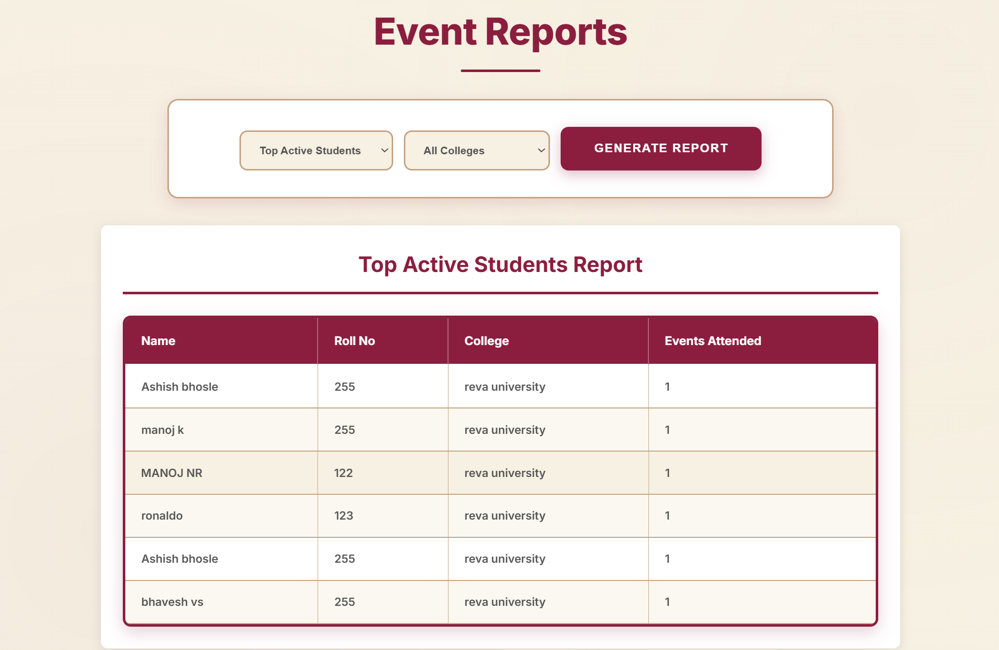 Event Reports
Top Active Students All Colleges GENERATE REPORT
Top Active Students Report
Name Roll No College Events Attended
Ashish bhosle 255 reva university 1
manoj k 255 reva university 1
MANOJ NR 122 reva university 1
ronaldo 123 reva university 1
Ashish bhosle 255 reva university 1
bhavesh vs 255 reva university 1